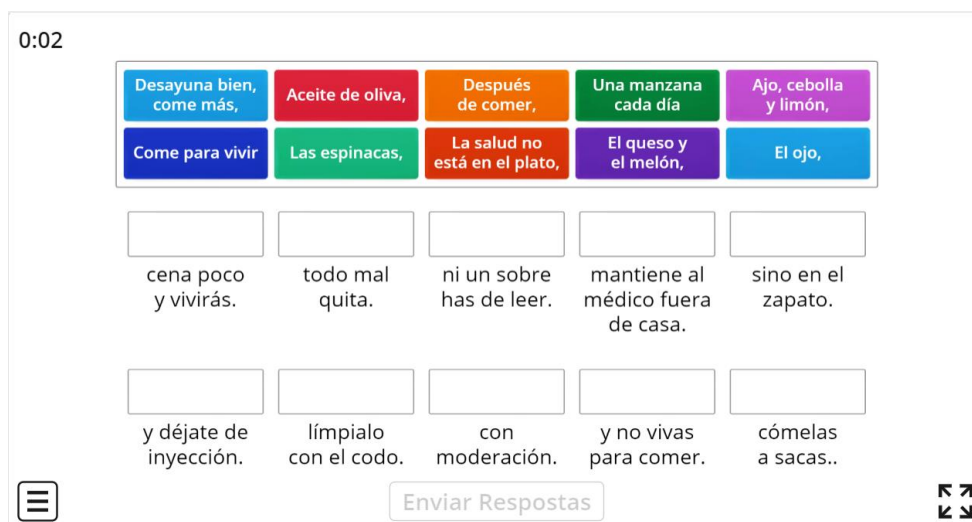 0:02
Desayuna bien,
come más,
Aceite de oliva,
Después
de comer,
Una manzana
cada día
Ajo, cebolla
y limón,
Come para vivir
Las espinacas,
La salud no
está en el plato,
El queso y
el melón,
El ojo,
cena poco
y vivirás.
todo mal
quita.
ni un sobre
has de leer.
mantiene al
médico fuera
de casa.
sino en el
zapato.
y déjate de
inyección.
límpialo
con el codo.
con
moderación.
y no vivas
para comer.
cómelas
a sacas..
Enviar Respostas